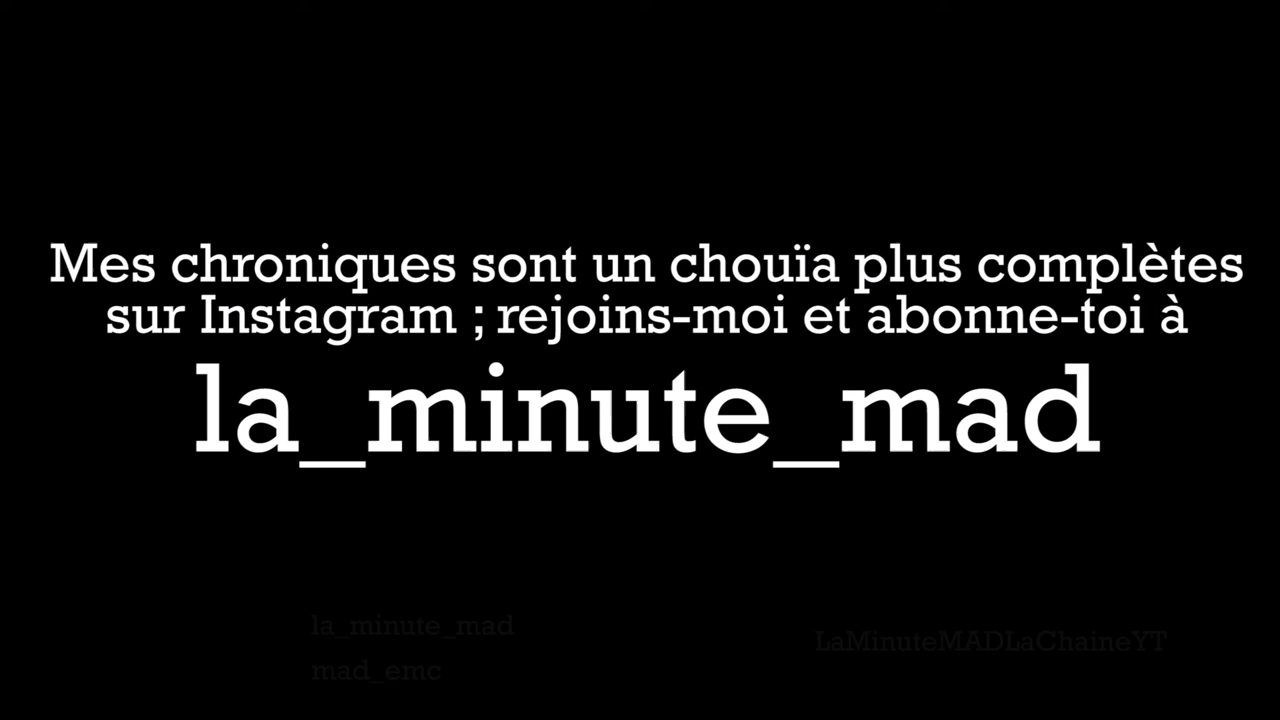 Mes chroniques sont un chouïa plus complètes
sur Instagram ; rejoins-moi et abonne-toi à
la_minute_mad
la_minute_mad
mad_emc
LaMinuteMADLaChaineYT